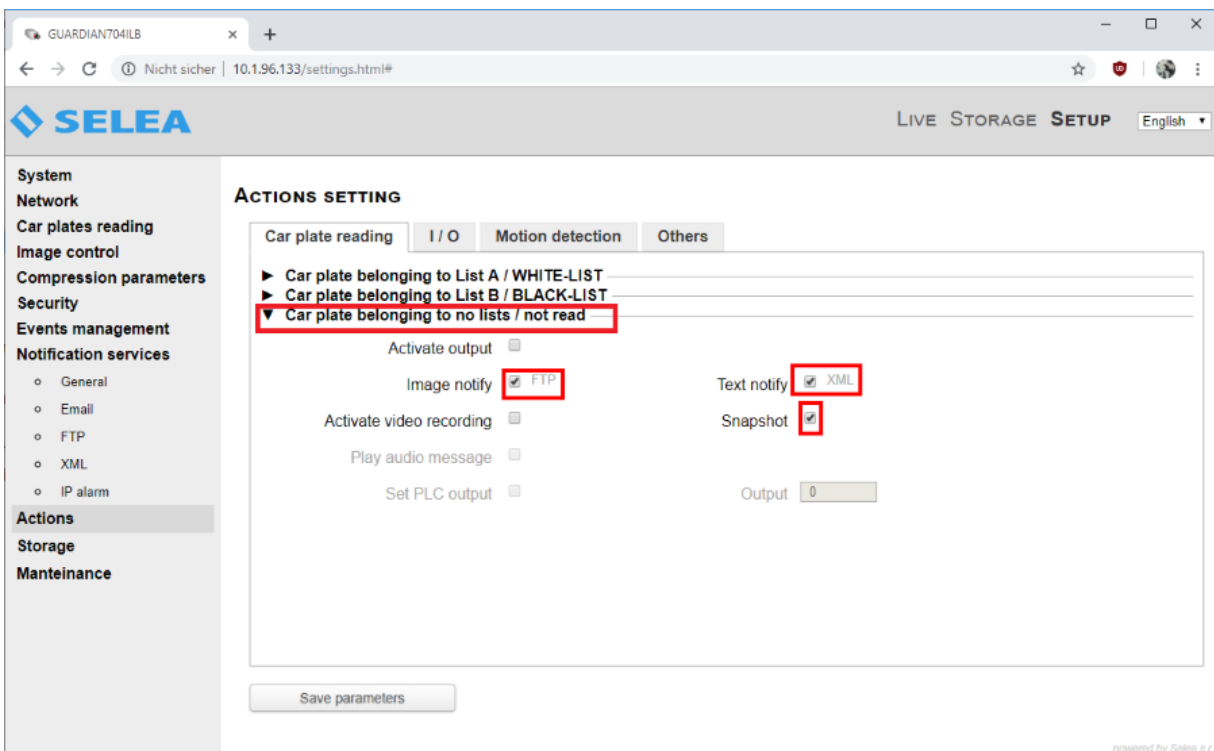 GUARDIAN704ILB
Nicht sicher | 10.1.96.133/settings.html#
SELEA
LIVE STORAGE SETUP English
System
Network
Car plates reading
Image control
Compression parameters
Security
Events management
Notification services
General
Email
FTP
XML
IP alarm
Actions
Storage
Manteinance
ACTIONS SETTING
Car plate reading I / O Motion detection Others
Car plate belonging to List A / WHITE-LIST
Car plate belonging to List B / BLACK-LIST
Car plate belonging to no lists / not read
Activate output
Image notify FTP Text notify XML
Activate video recording Snapshot
Play audio message
Set PLC output Output 0
Save parameters
powered by Selea